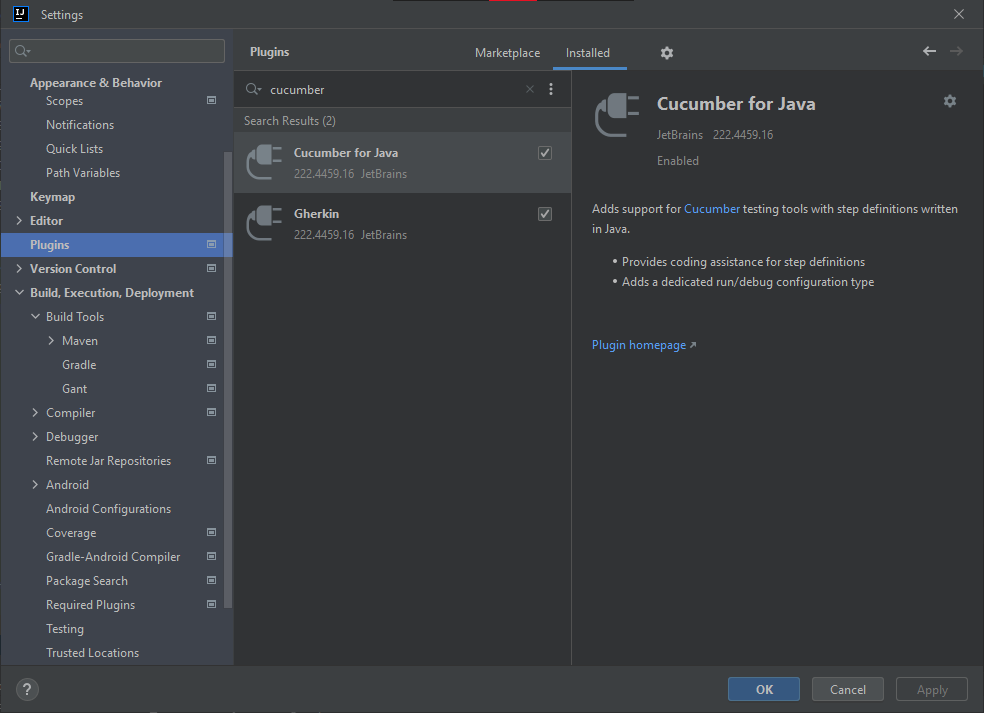 IJ
Settings
Appearance & Behavior
Scopes
Notifications
Quick Lists
Path Variables
Keymap
Editor
Plugins
Version Control
Build, Execution, Deployment
Build Tools
Maven
Gradle
Gant
Compiler
Debugger
Remote Jar Repositories
Android
Android Configurations
Coverage
Gradle-Android Compiler
Package Search
Required Plugins
Testing
Trusted Locations
?
Plugins
Marketplace
Installed
cucumber
Search Results (2)
Cucumber for Java
222.4459.16 JetBrains
Gherkin
222.4459.16 JetBrains
Cucumber for Java
JetBrains 222.4459.16
Enabled
Adds support for Cucumber testing tools with step definitions written
in Java.
• Provides coding assistance for step definitions
• Adds a dedicated run/debug configuration type
Plugin homepage ↗
OK
Cancel
Apply